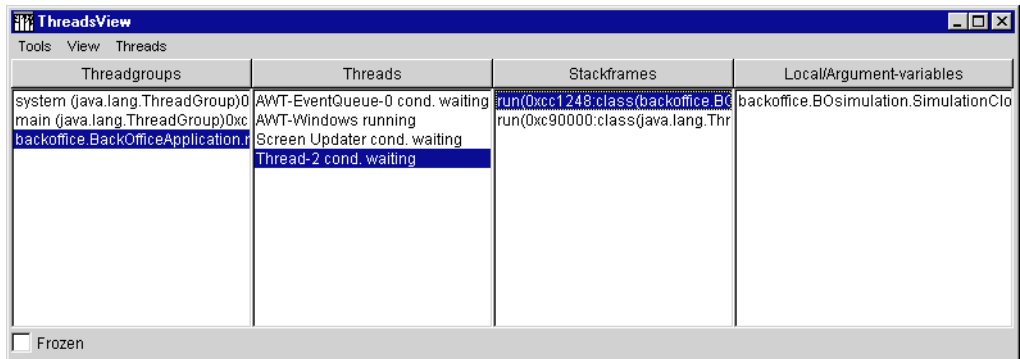 ThreadsView
Tools View Threads
Threadgroups Threads Stackframes Local/Argument-variables
system (java.lang.ThreadGroup)0 AWT-EventQueue-0 cond. waiting run(0xcc1248:class(backoffice.BO backoffice.BOsimulation.SimulationClo
main (java.lang.ThreadGroup)0xc AWT-Windows running run(0xc90000:class(java.lang.Thr
backoffice.BackOfficeApplication.r Screen Updater cond. waiting
Thread-2 cond. waiting
Frozen